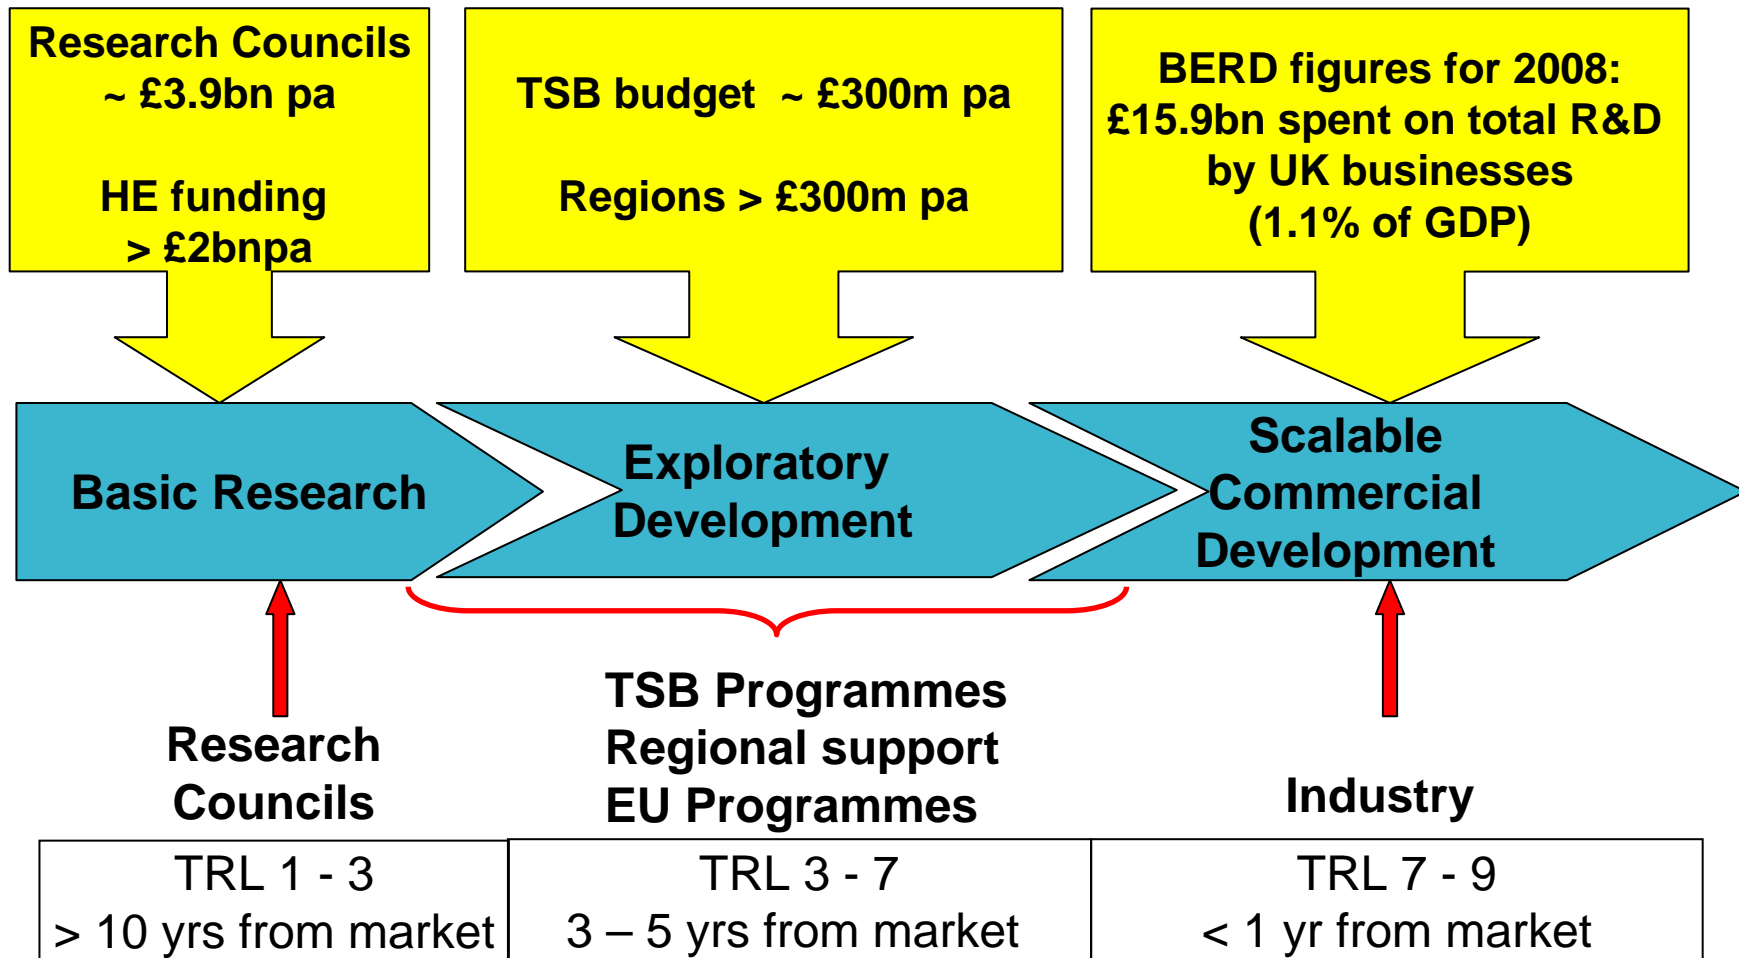 Research Councils
~ £3.9bn pa
HE funding
> £2bnpa
TSB budget ~ £300m pa
Regions > £300m pa
BERD figures for 2008:
£15.9bn spent on total R&D
by UK businesses
(1.1% of GDP)
Basic Research
Exploratory
Development
Scalable
Commercial
Development
Research
Councils
TSB Programmes
Regional support
EU Programmes
Industry
TRL 1 - 3
> 10 yrs from market
TRL 3 - 7
3 – 5 yrs from market
TRL 7 - 9
< 1 yr from market